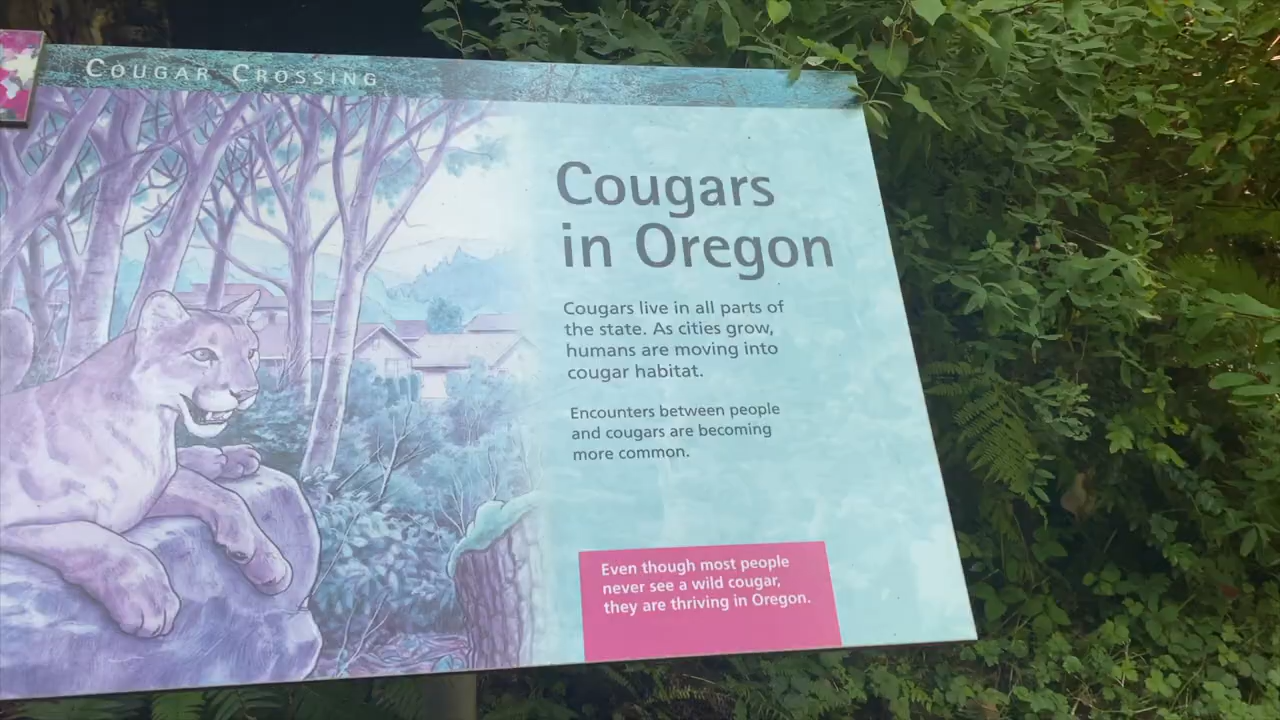 COUGAR CROSSING
Cougars
in Oregon
Cougars live in all parts of
the state. As cities grow,
humans are moving into
cougar habitat.
Encounters between people
and cougars are becoming
more common.
Even though most people
never see a wild cougar,
they are thriving in Oregon.